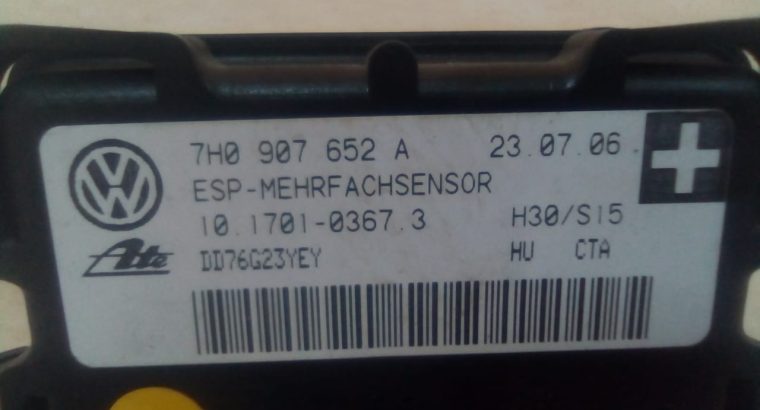 7H0 907 652 A 23.07.06
ESP-MEHRFACHSENSOR
10.1701-0367.3 H30/S15
Ate DD76G23YEY HU CTA